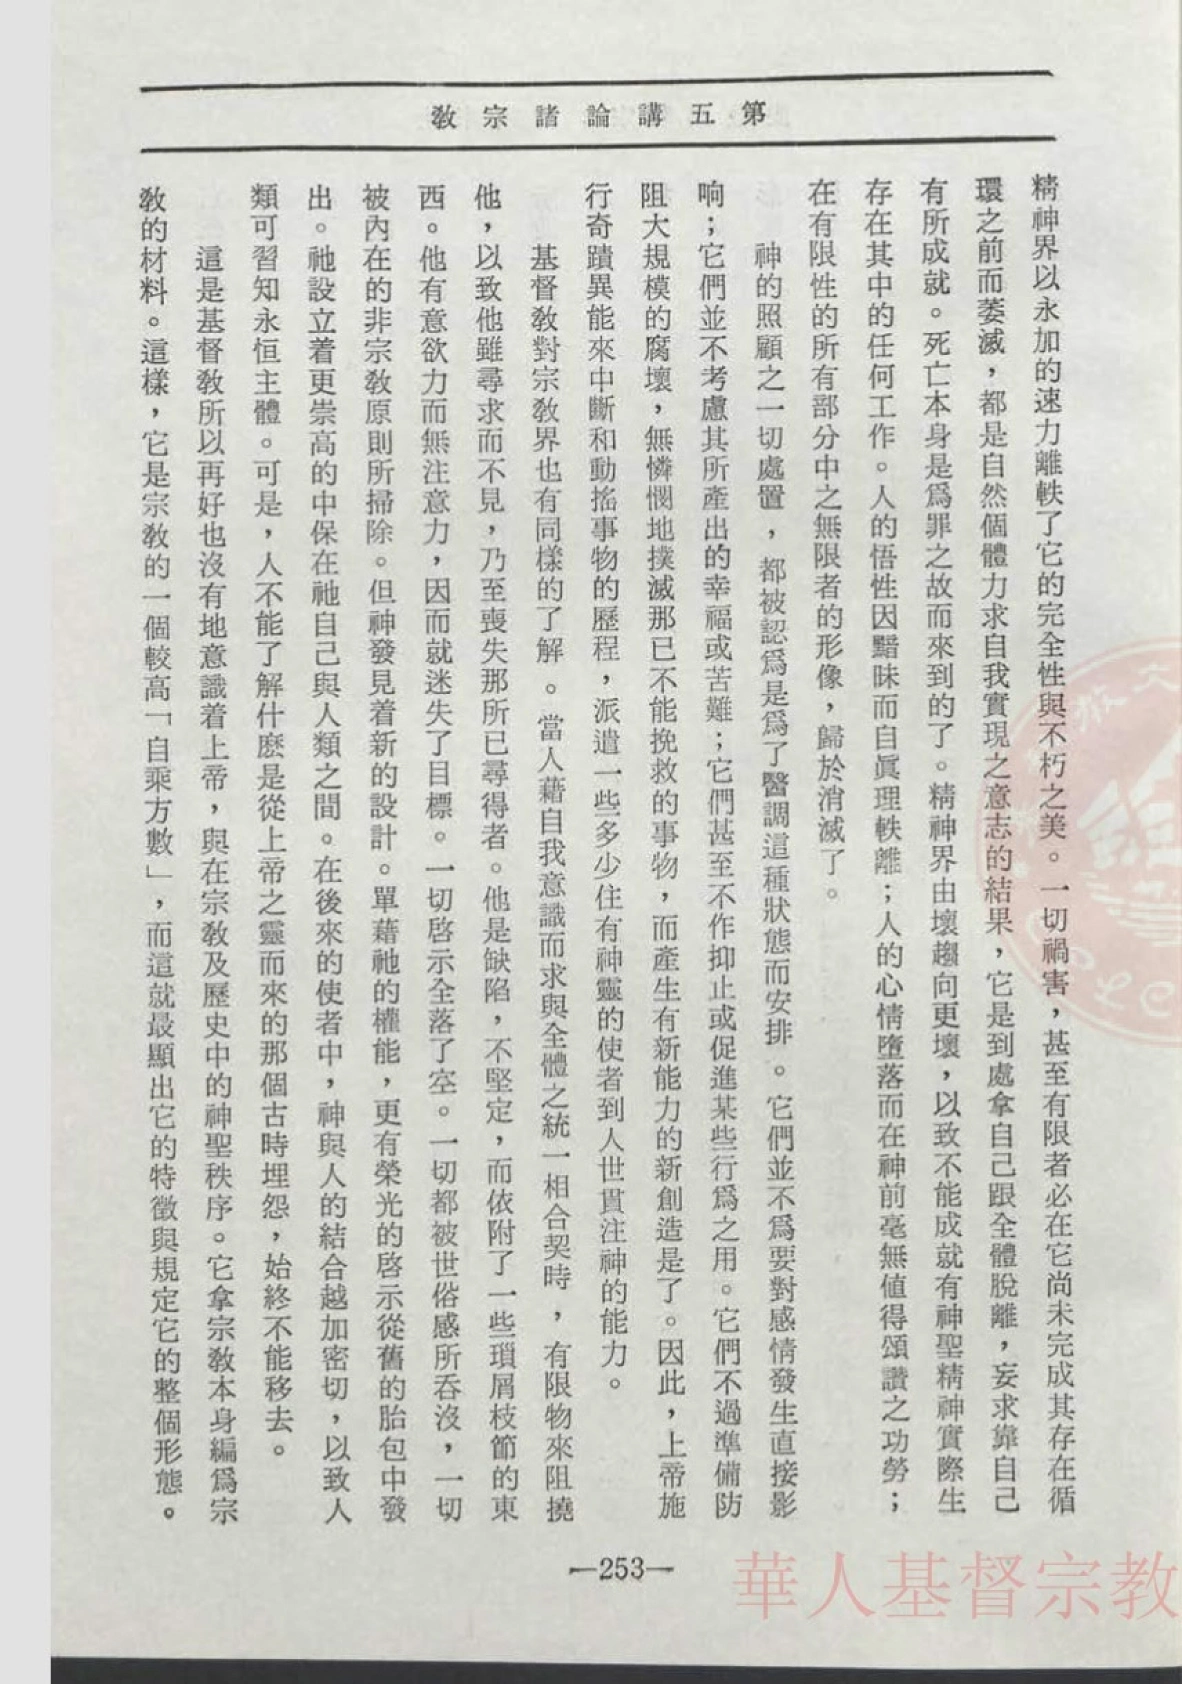 第五講論諸宗教
精神界以永加的速力離軼了它的完全性與不朽之美。一切禍害，甚至有限者必在它尚未完成其存在循
環之前而萎滅，都是自然個體力求自我實現之意志的結果，它是到處拿自己跟全體脫離，妄求靠自己
有所成就。死亡本身是爲罪之故而來到的了。精神界由壞趨向更壞，以致不能成就有神聖精神實際生
存在其中的任何工作。人的悟性因黯昧而自眞理軼離；人的心情墮落而在神前毫無値得頌讚之功勞；
在有限性的所有部分中之無限者的形像，歸於消滅了。
神的照顧之一切處置，都被認爲是爲了醫調這種狀態而安排。它們並不爲要對感情發生直接影
响；它們並不考慮其所產出的幸福或苦難；它們甚至不作抑止或促進某些行爲之用。它們不過準備防
阻大規模的腐壞，無憐憫地撲滅那已不能挽救的事物，而產生有新能力的新創造是了。因此，上帝施
行奇蹟異能來中斷和動搖事物的歷程，派遣一些多少住有神靈的使者到人世貫注神的能力。
基督教對宗教界也有同樣的了解。當人藉自我意識而求與全體之統一相合契時，有限物來阻撓
他，以致他雖尋求而不見，乃至喪失那所已尋得者。他是缺陷，不堅定，而依附了一些瑣屑枝節的東
西。他有意欲力而無注意力，因而就迷失了目標。一切啓示全落了空。一切都被世俗感所吞沒，一切
被內在的非宗教原則所掃除。但神發見着新的設計。單藉祂的權能，更有榮光的啓示從舊的胎包中發
出。祂設立着更崇高的中保在祂自己與人類之間。在後來的使者中，神與人的結合越加密切，以致人
類可習知永恒主體。可是，人不能了解什麼是從上帝之靈而來的那個古時埋怨，始終不能移去。
這是基督教所以再好也沒有地意識着上帝，與在宗教及歷史中的神聖秩序。它拿宗教本身編爲宗
教的材料。這樣，它是宗教的一個較高「自乘方數」，而這就最顯出它的特徵與規定它的整個形態。
—253—
華人基督宗教